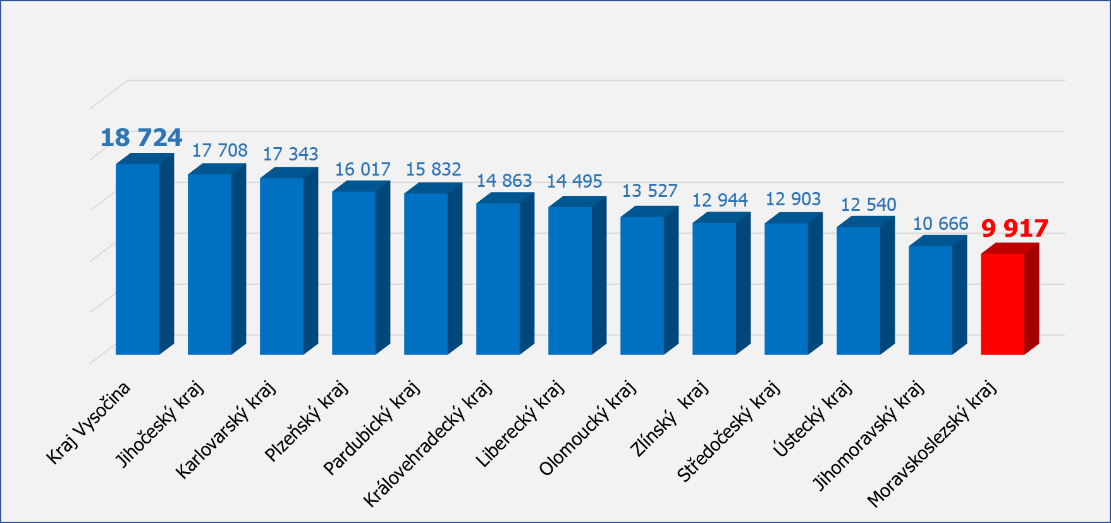 18 724
17 708
17 343
16 017
15 832
14 863
14 495
13 527
12 944
12 903
12 540
10 666
9 917
Kraj Vysočina
Jihočeský kraj
Karlovarský kraj
Plzeňský kraj
Pardubický kraj
Královehradecký kraj
Liberecký kraj
Olomoucký kraj
Zlínský  kraj
Středočeský kraj
Ústecký kraj
Jihomoravský kraj
Moravskoslezský kraj